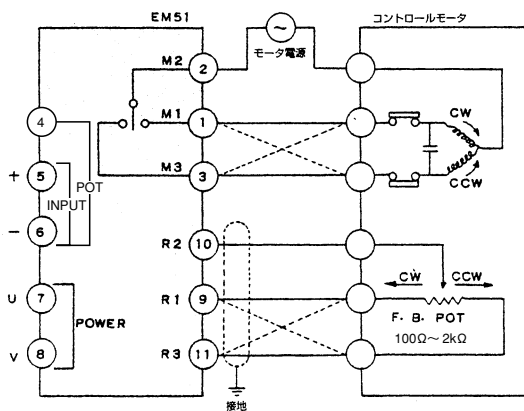 EM51
コントロールモータ
M2
2
モータ電源
M1
1
CW
4
M3
3
CCW
+
5
POT
INPUT
−
6
R2
10
CW
CCW
U
7
R1
9
F. B. POT
POWER
100Ω～2kΩ
V
8
R3
11
接地